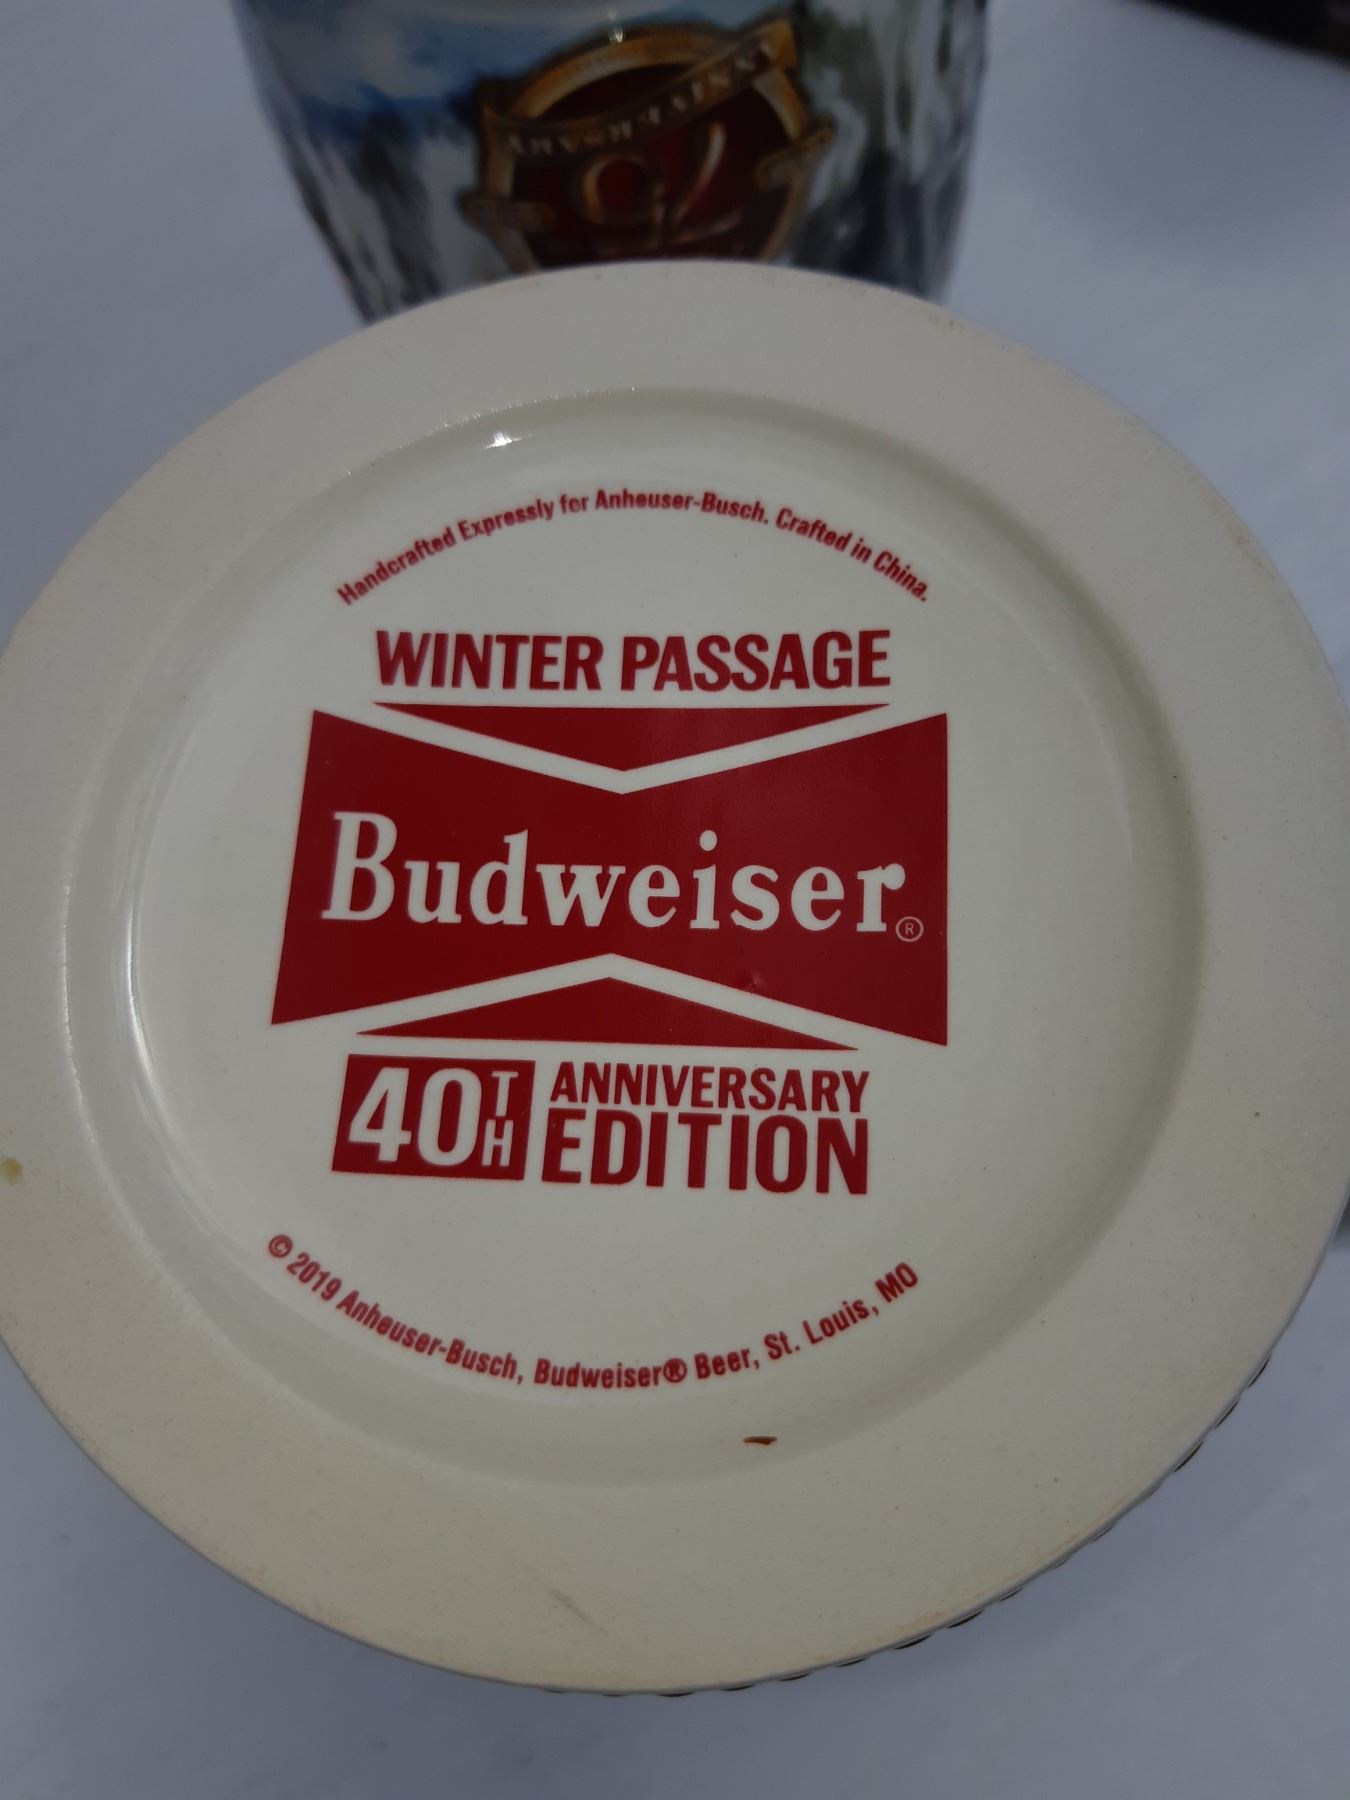 ANNIVERSARY
Handcrafted Expressly for Anheuser-Busch. Crafted in China.
WINTER PASSAGE
Budweiser®
40TH ANNIVERSARY
EDITION
© 2019 Anheuser-Busch, Budweiser® Beer, St. Louis, MO